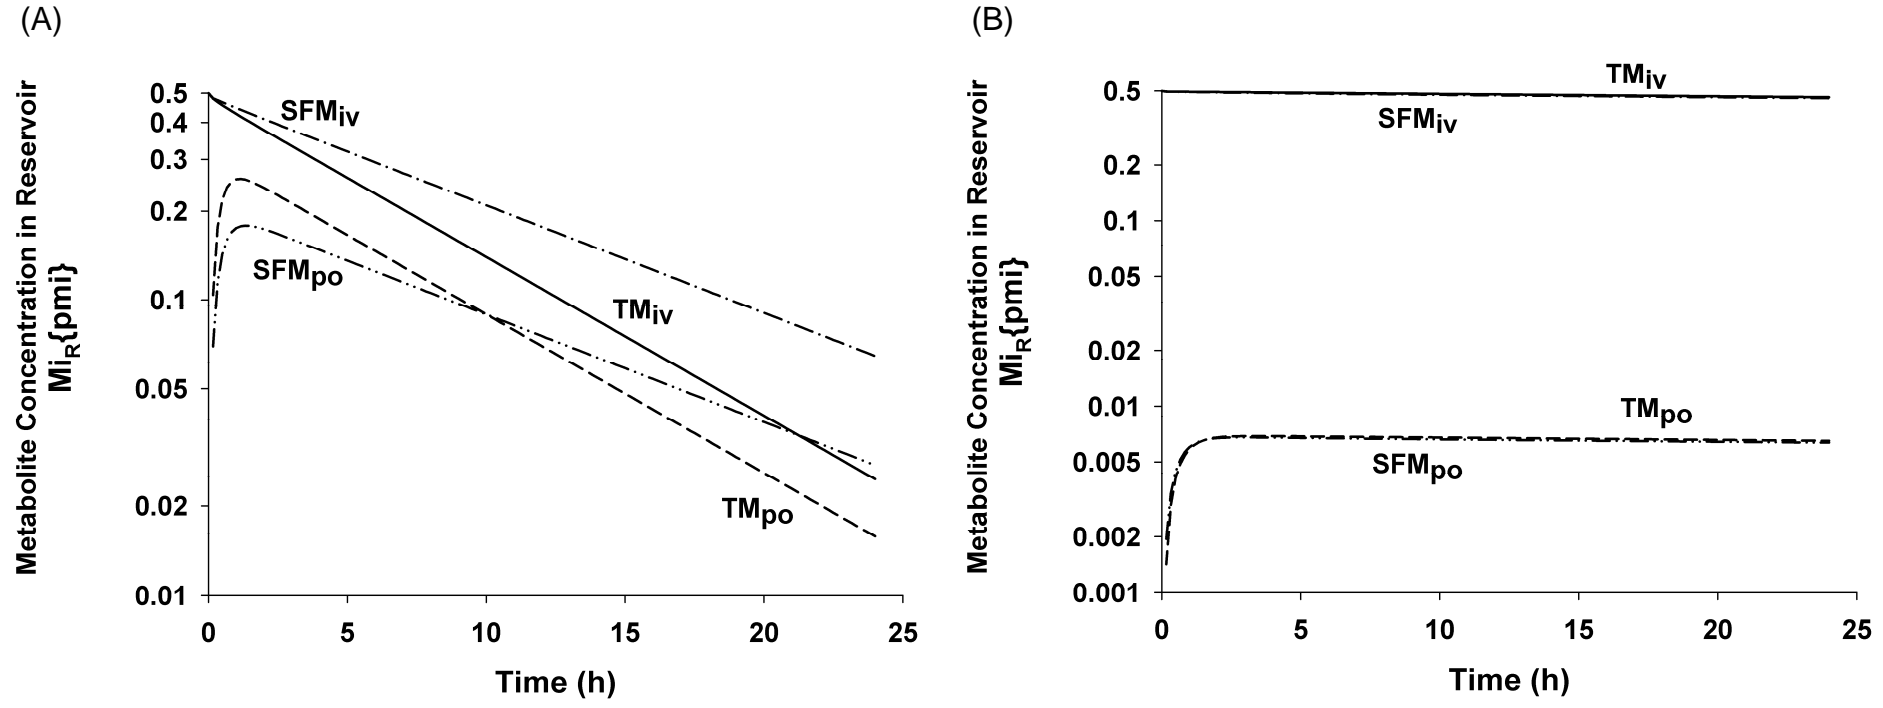 (A)
Metabolite Concentration in Reservoir
MiR{pmi}
0.5
0.4
0.3
0.2
0.1
0.05
0.02
0.01
SFMiv
SFMpo
TMiv
TMpo
0 5 10 15 20 25
Time (h)
(B)
Metabolite Concentration in Reservoir
MiR{pmi}
0.5
0.2
0.1
0.05
0.02
0.01
0.005
0.002
0.001
TMiv
SFMiv
TMpo
SFMpo
0 5 10 15 20 25
Time (h)